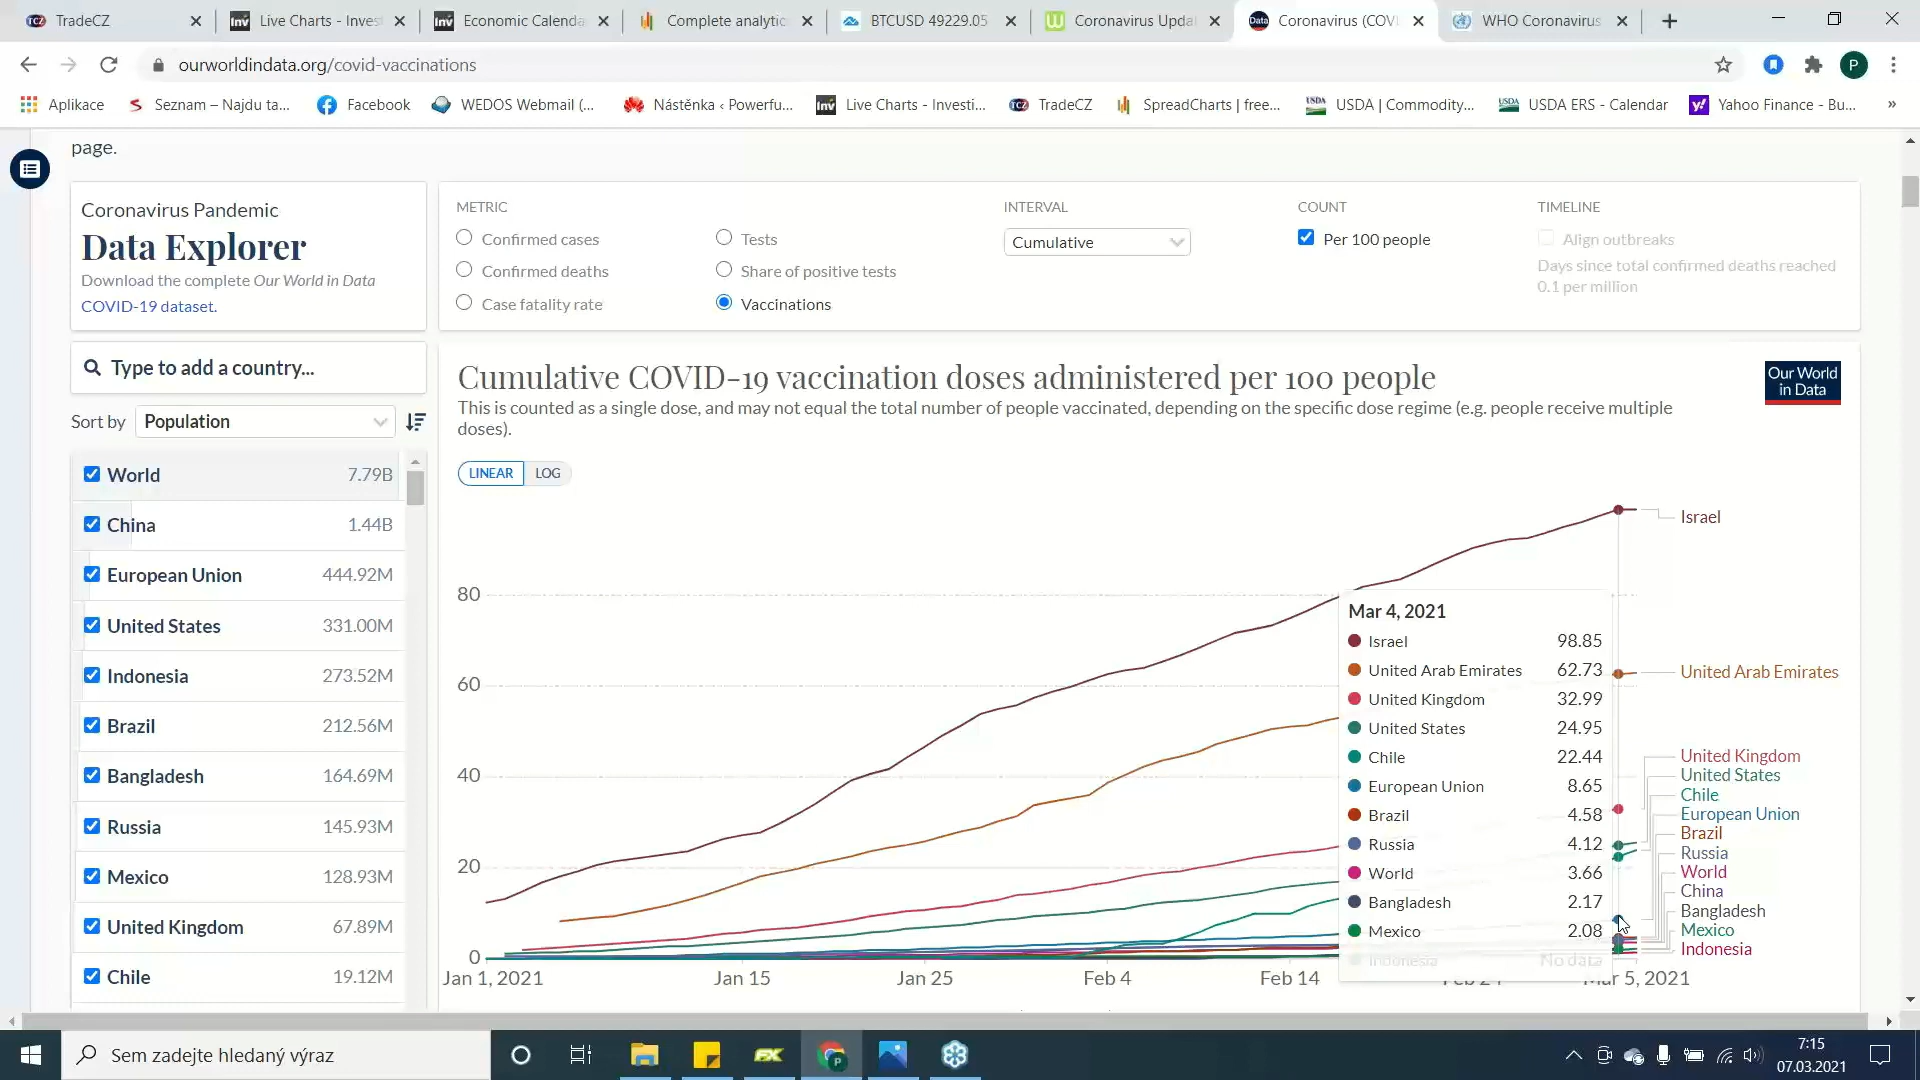 TradeCZ
Live Charts - Inves
Economic Calenda
Complete analytic
BTCUSD 49229.05
Coronavirus Upda
Coronavirus (COVI
WHO Coronavirus
ourworldindata.org/covid-vaccinations
P
Aplikace
Seznam – Najdu ta...
Facebook
WEDOS Webmail (...
Nástěnka ‹ Powerfu...
Live Charts - Investi...
TradeCZ
SpreadCharts | free...
USDA | Commodity,...
USDA ERS - Calendar
Yahoo Finance - Bu...
»
page.
Coronavirus Pandemic
Data Explorer
Download the complete Our World in Data
COVID-19 dataset.
METRIC
Confirmed cases
Confirmed deaths
Case fatality rate
Tests
Share of positive tests
Vaccinations
INTERVAL
Cumulative
COUNT
Per 100 people
TIMELINE
Align outbreaks
Days since total confirmed deaths reached
0.1 per million
Type to add a country...
Sort by Population
World 7.79B
China 1.44B
European Union 444.92M
United States 331.00M
Indonesia 273.52M
Brazil 212.56M
Bangladesh 164.69M
Russia 145.93M
Mexico 128.93M
United Kingdom 67.89M
Chile 19.12M
Cumulative COVID-19 vaccination doses administered per 100 people
This is counted as a single dose, and may not equal the total number of people vaccinated, depending on the specific dose regime (e.g. people receive multiple
doses).
Our World
in Data
LINEAR LOG
80
60
40
20
0
Jan 1, 2021
Jan 15
Jan 25
Feb 4
Feb 14
Feb 24
Mar 5, 2021
Mar 4, 2021
Israel 98.85
United Arab Emirates 62.73
United Kingdom 32.99
United States 24.95
Chile 22.44
European Union 8.65
Brazil 4.58
Russia 4.12
World 3.66
Bangladesh 2.17
Mexico 2.08
Indonesia No data
Israel
United Arab Emirates
United Kingdom
United States
Chile
European Union
Brazil
Russia
World
China
Bangladesh
Mexico
Indonesia
Sem zadejte hledaný výraz
FX
7:15
07.03.2021